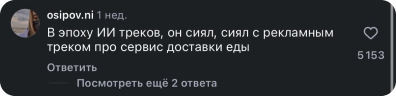 osipov.ni 1 нед.
В эпоху ИИ треков, он сиял, сиял с рекламным
треком про сервис доставки еды
5 153
Ответить
Посмотреть ещё 2 ответа